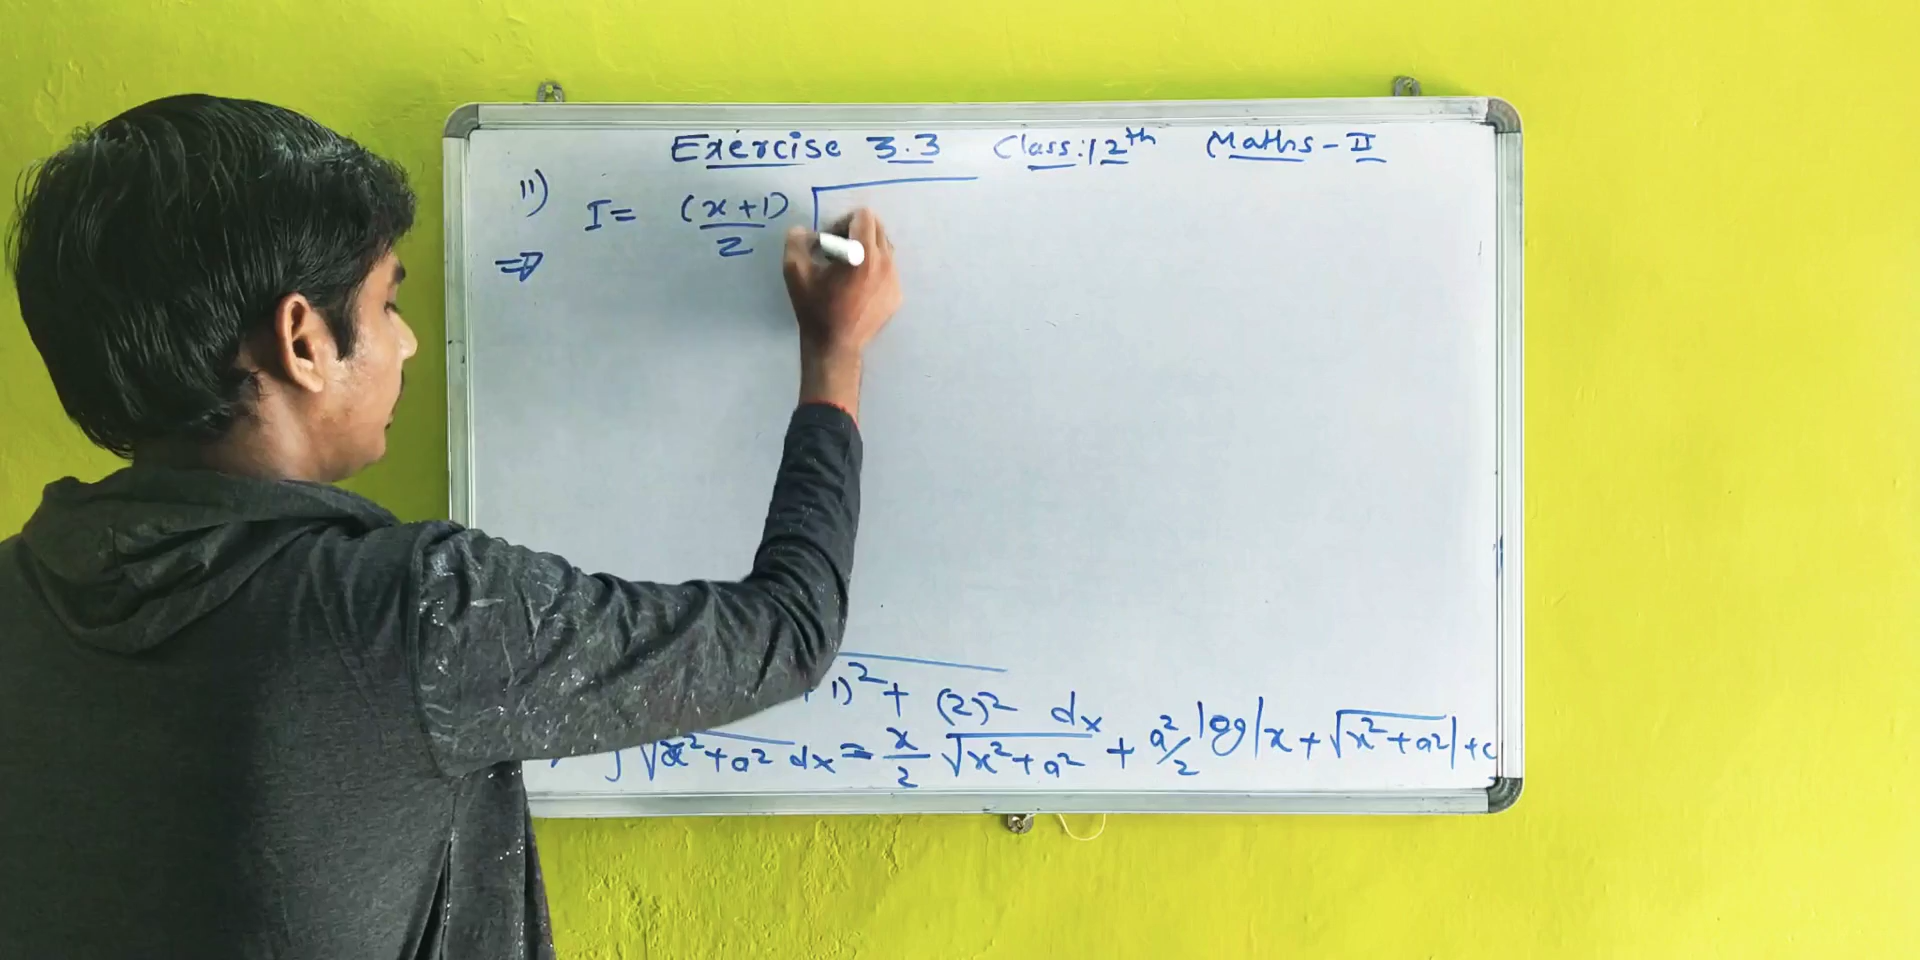 Exercise 3.3 Class:12th Maths-II
11) I = (x+1)/2 √
⇒
1)² + (2)² dx
∫√x²+a² dx = x/2 √x²+a² + a²/2 log|x+√x²+a²|+c